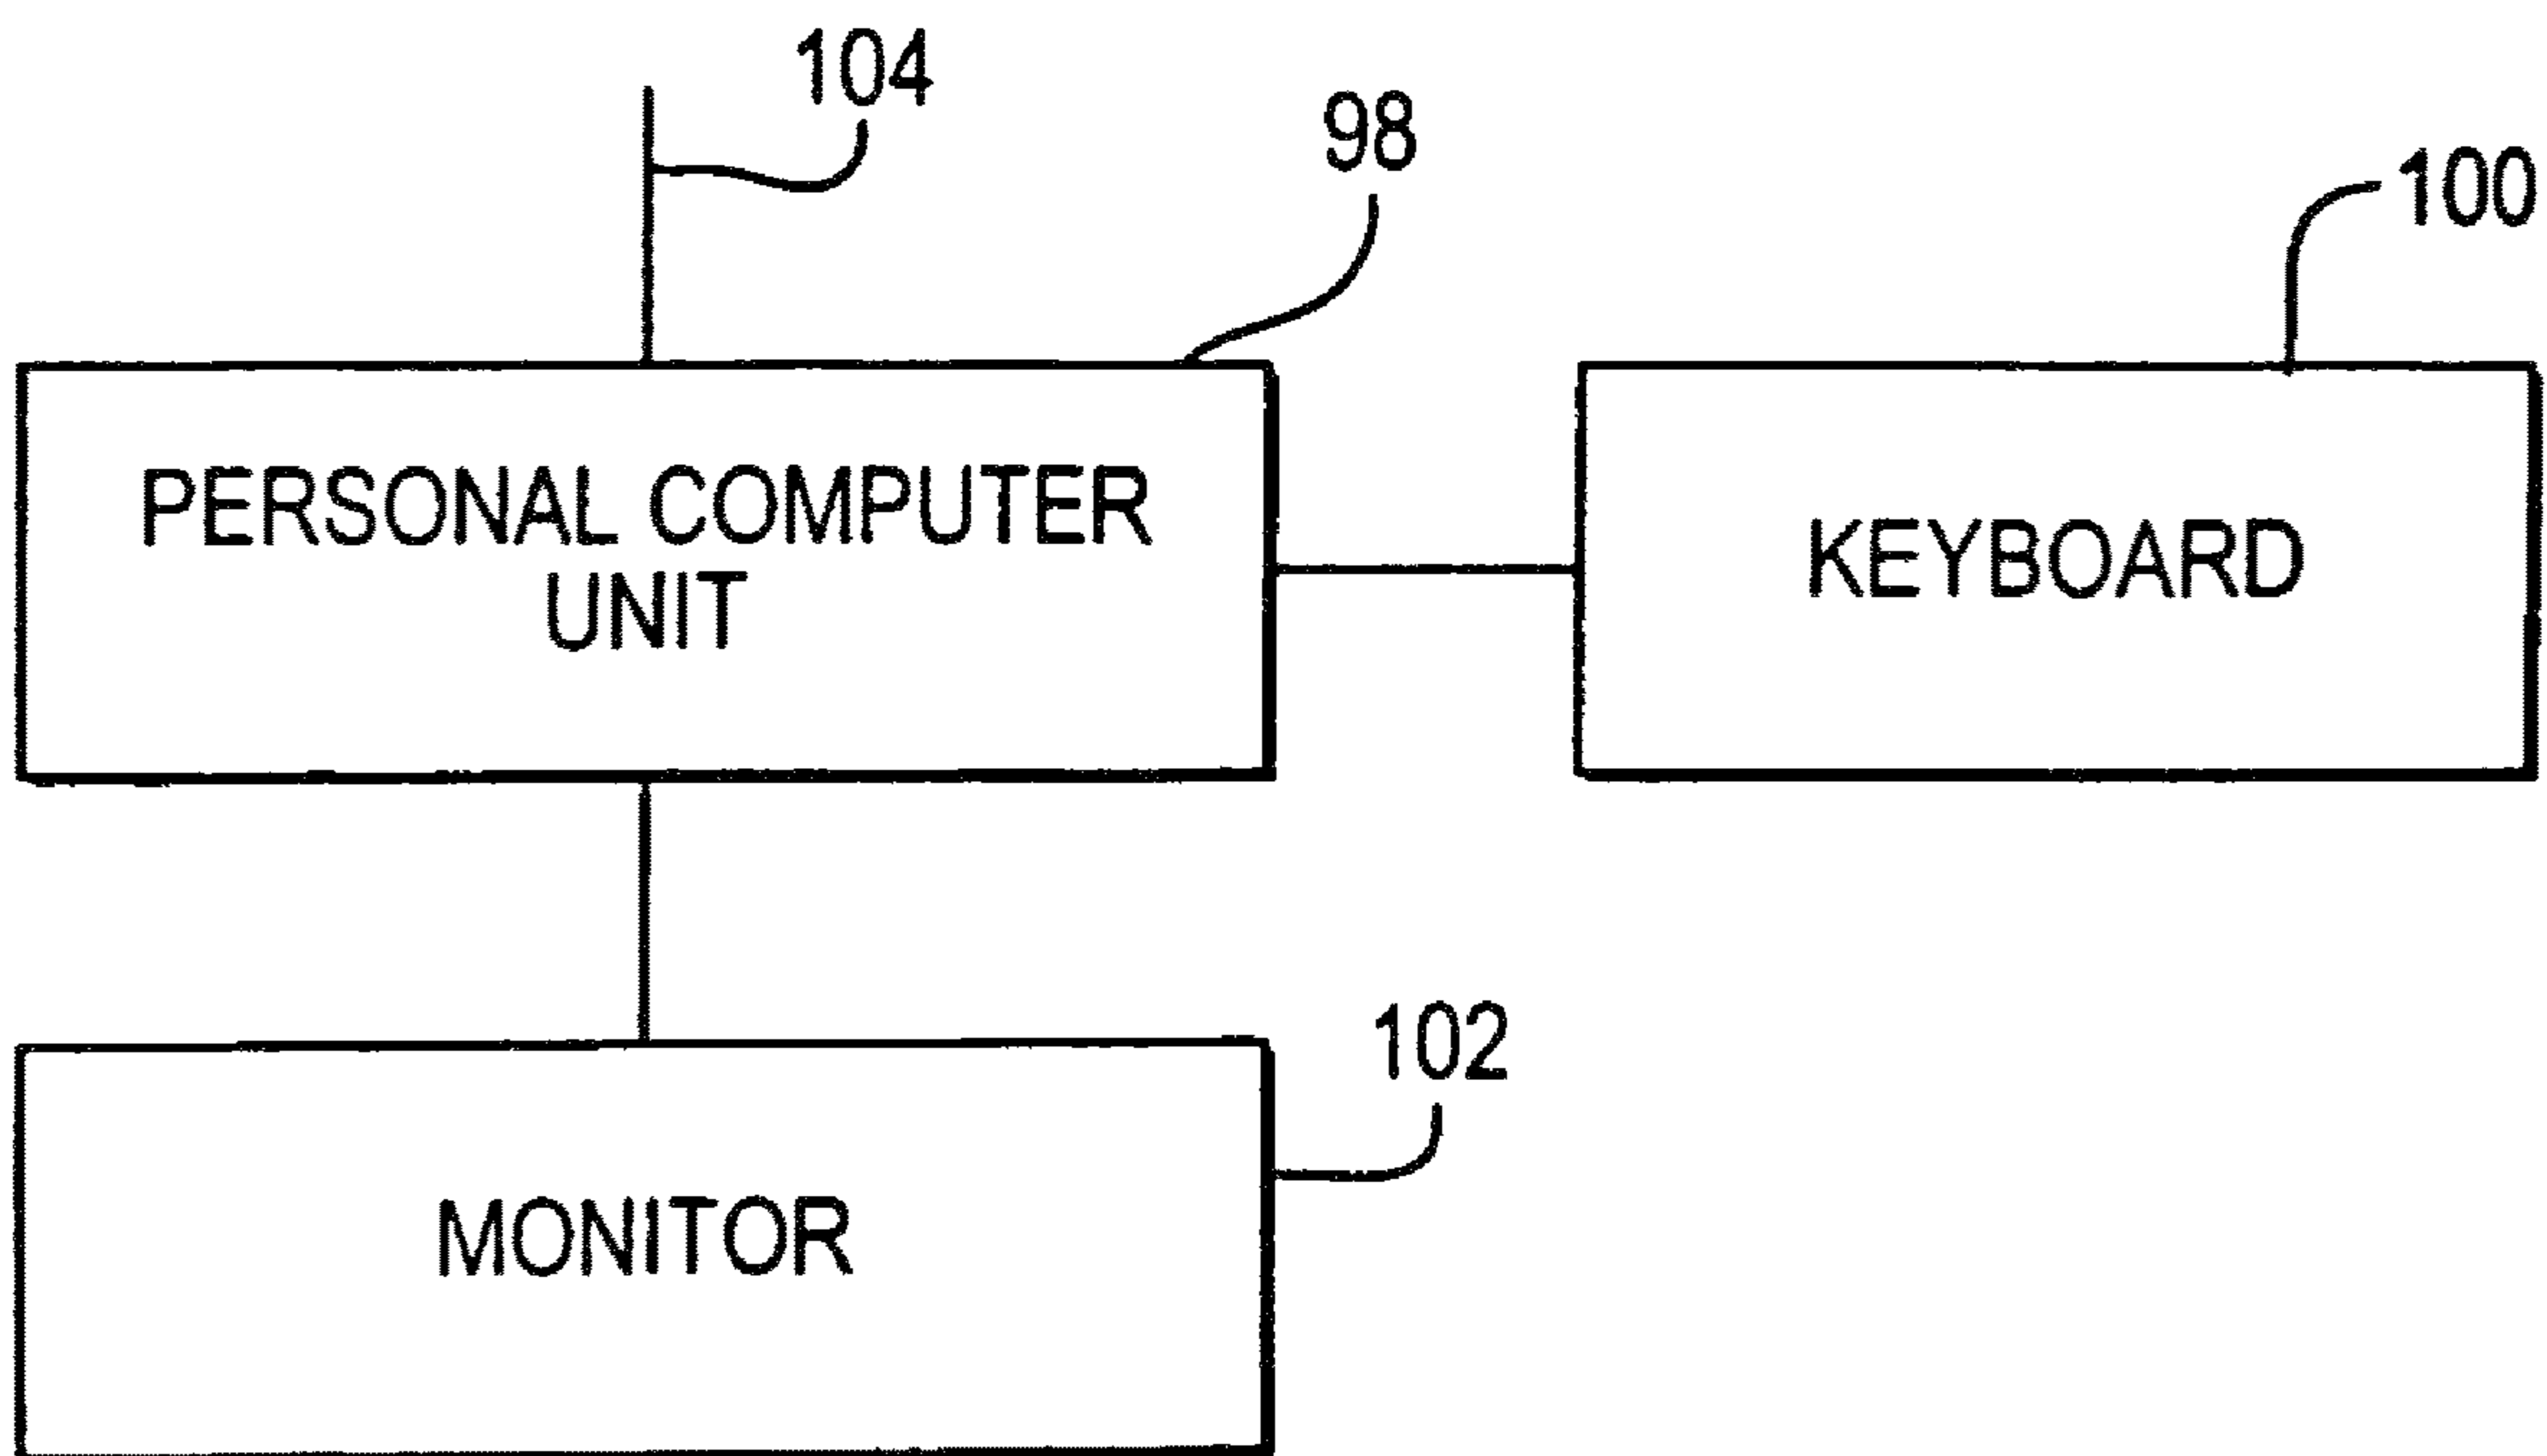 104
98
100
PERSONAL COMPUTER
UNIT
KEYBOARD
102
MONITOR